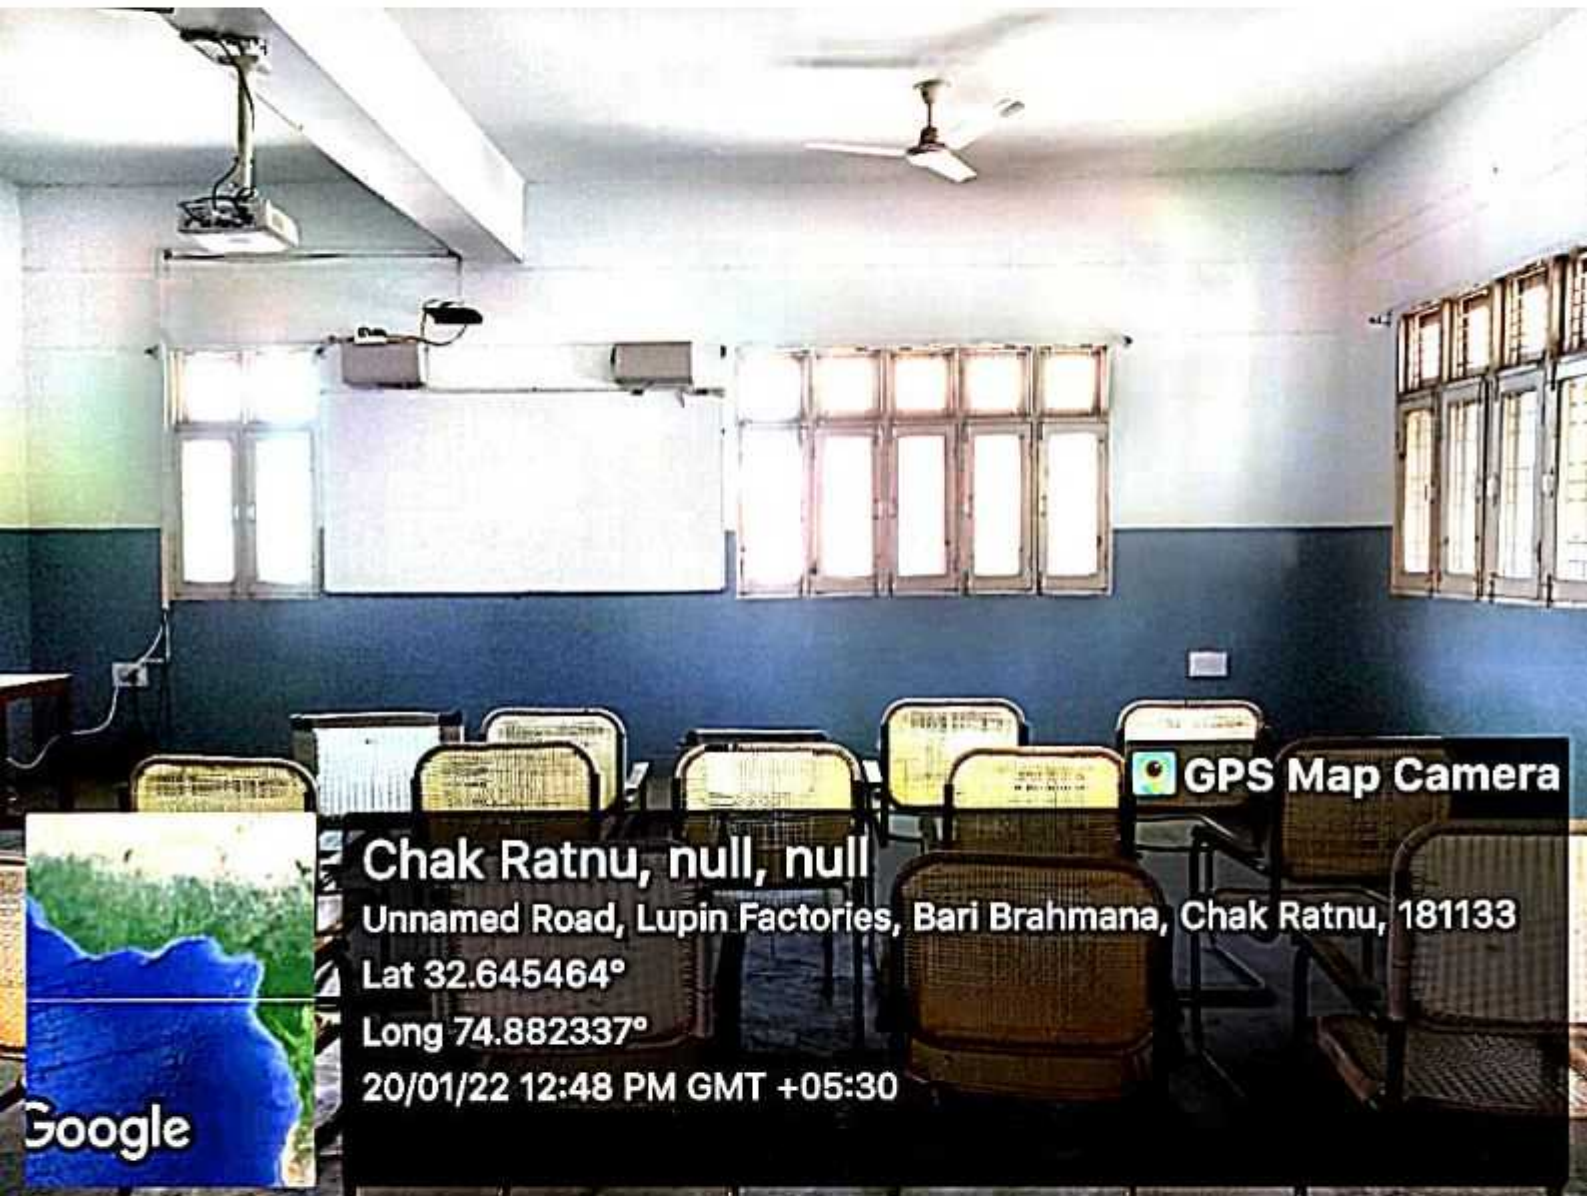 GPS Map Camera
Chak Ratnu, null, null
Unnamed Road, Lupin Factories, Bari Brahmana, Chak Ratnu, 181133
Lat 32.645464°
Long 74.882337°
20/01/22 12:48 PM GMT +05:30
Google